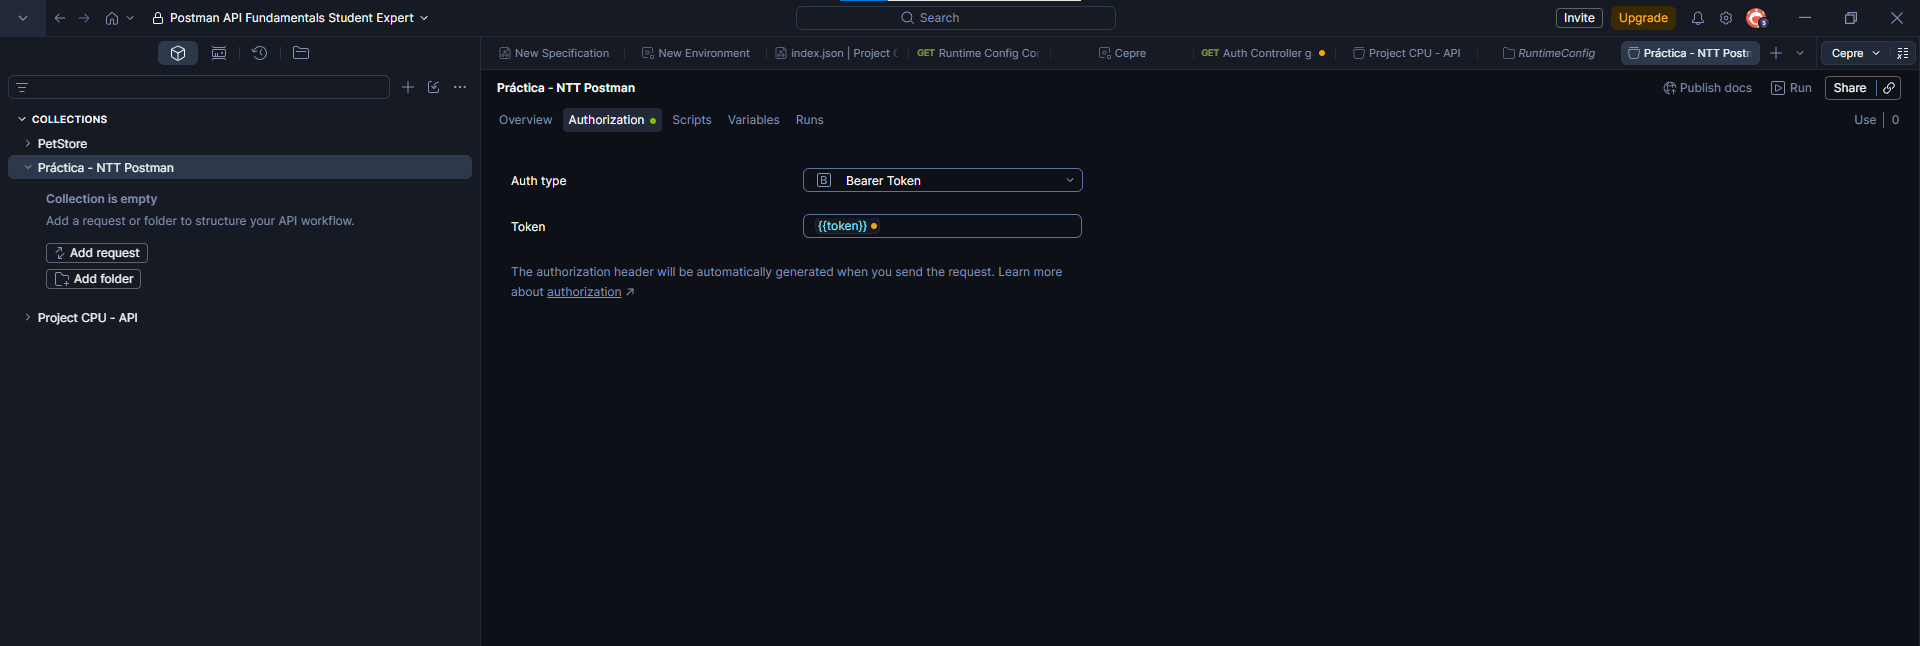 Postman API Fundamentals Student Expert
Search
Invite
Upgrade
New Specification
New Environment
index.json | Project
GET Runtime Config Co
Cepre
GET Auth Controller g
Project CPU - API
RuntimeConfig
Práctica - NTT Postm
Cepre
COLLECTIONS
PetStore
Práctica - NTT Postman
Collection is empty
Add a request or folder to structure your API workflow.
Add request
Add folder
Project CPU - API
Práctica - NTT Postman
Publish docs
Run
Share
Overview
Authorization
Scripts
Variables
Runs
Use
0
Auth type
B Bearer Token
Token
{{token}}
The authorization header will be automatically generated when you send the request. Learn more
about authorization ↗